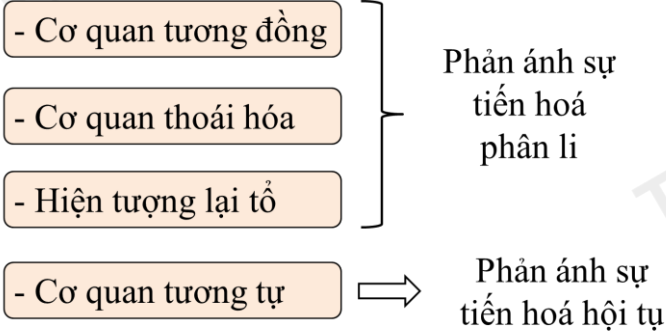 - Cơ quan tương đồng
- Cơ quan thoái hóa
- Hiện tượng lại tổ
Phản ánh sự
tiến hoá
phân li
- Cơ quan tương tự
Phản ánh sự
tiến hoá hội tụ